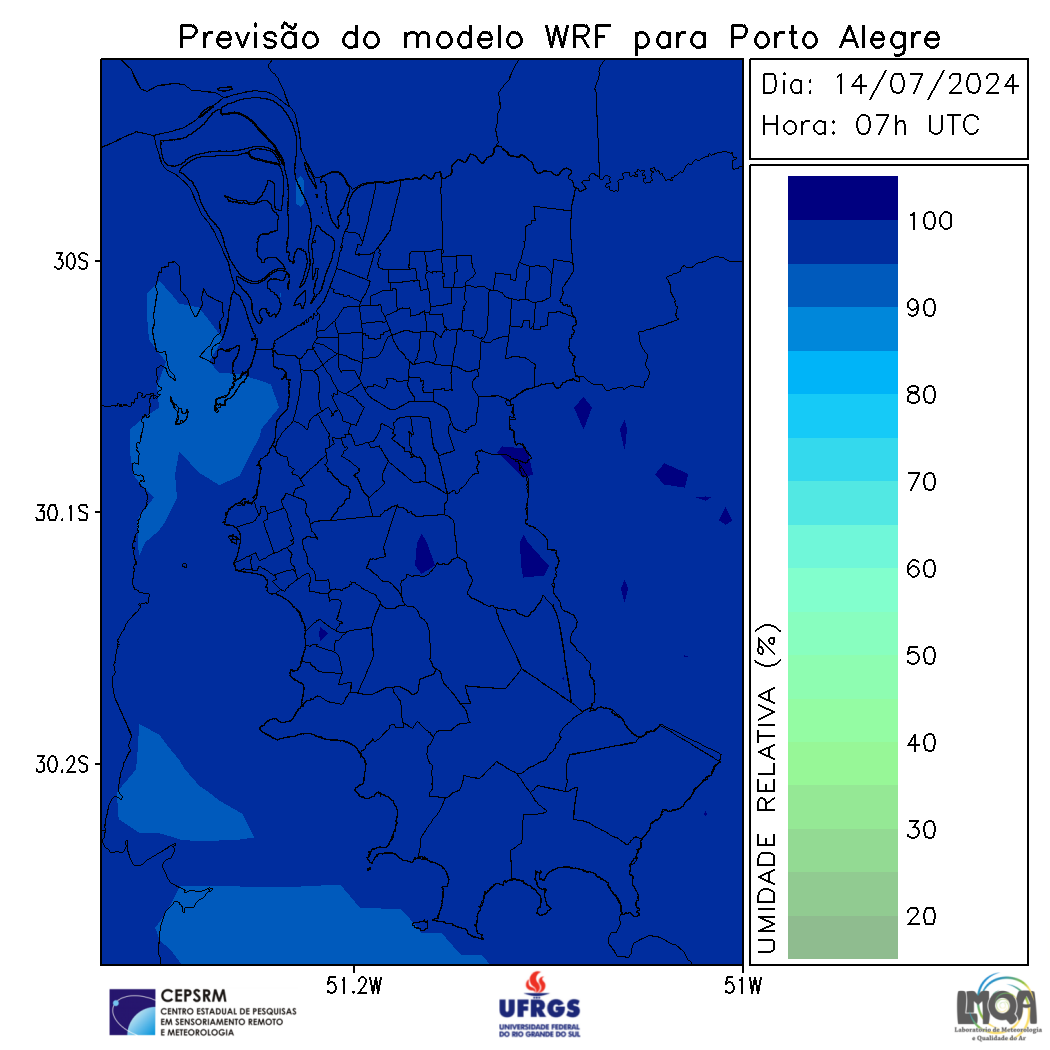 Previsão do modelo WRF para Porto Alegre
Dia: 14/07/2024
Hora: 07h UTC
30S
30.1S
30.2S
51.2W
51W
100
90
80
70
60
50
40
30
20
UMIDADE RELATIVA (%)
CEPSRM
CENTRO ESTADUAL DE PESQUISAS
EM SENSORIAMENTO REMOTO
E METEOROLOGIA
UFRGS
UNIVERSIDADE FEDERAL
DO RIO GRANDE DO SUL
LMQA
Laboratório de Meteorologia
e Qualidade do Ar